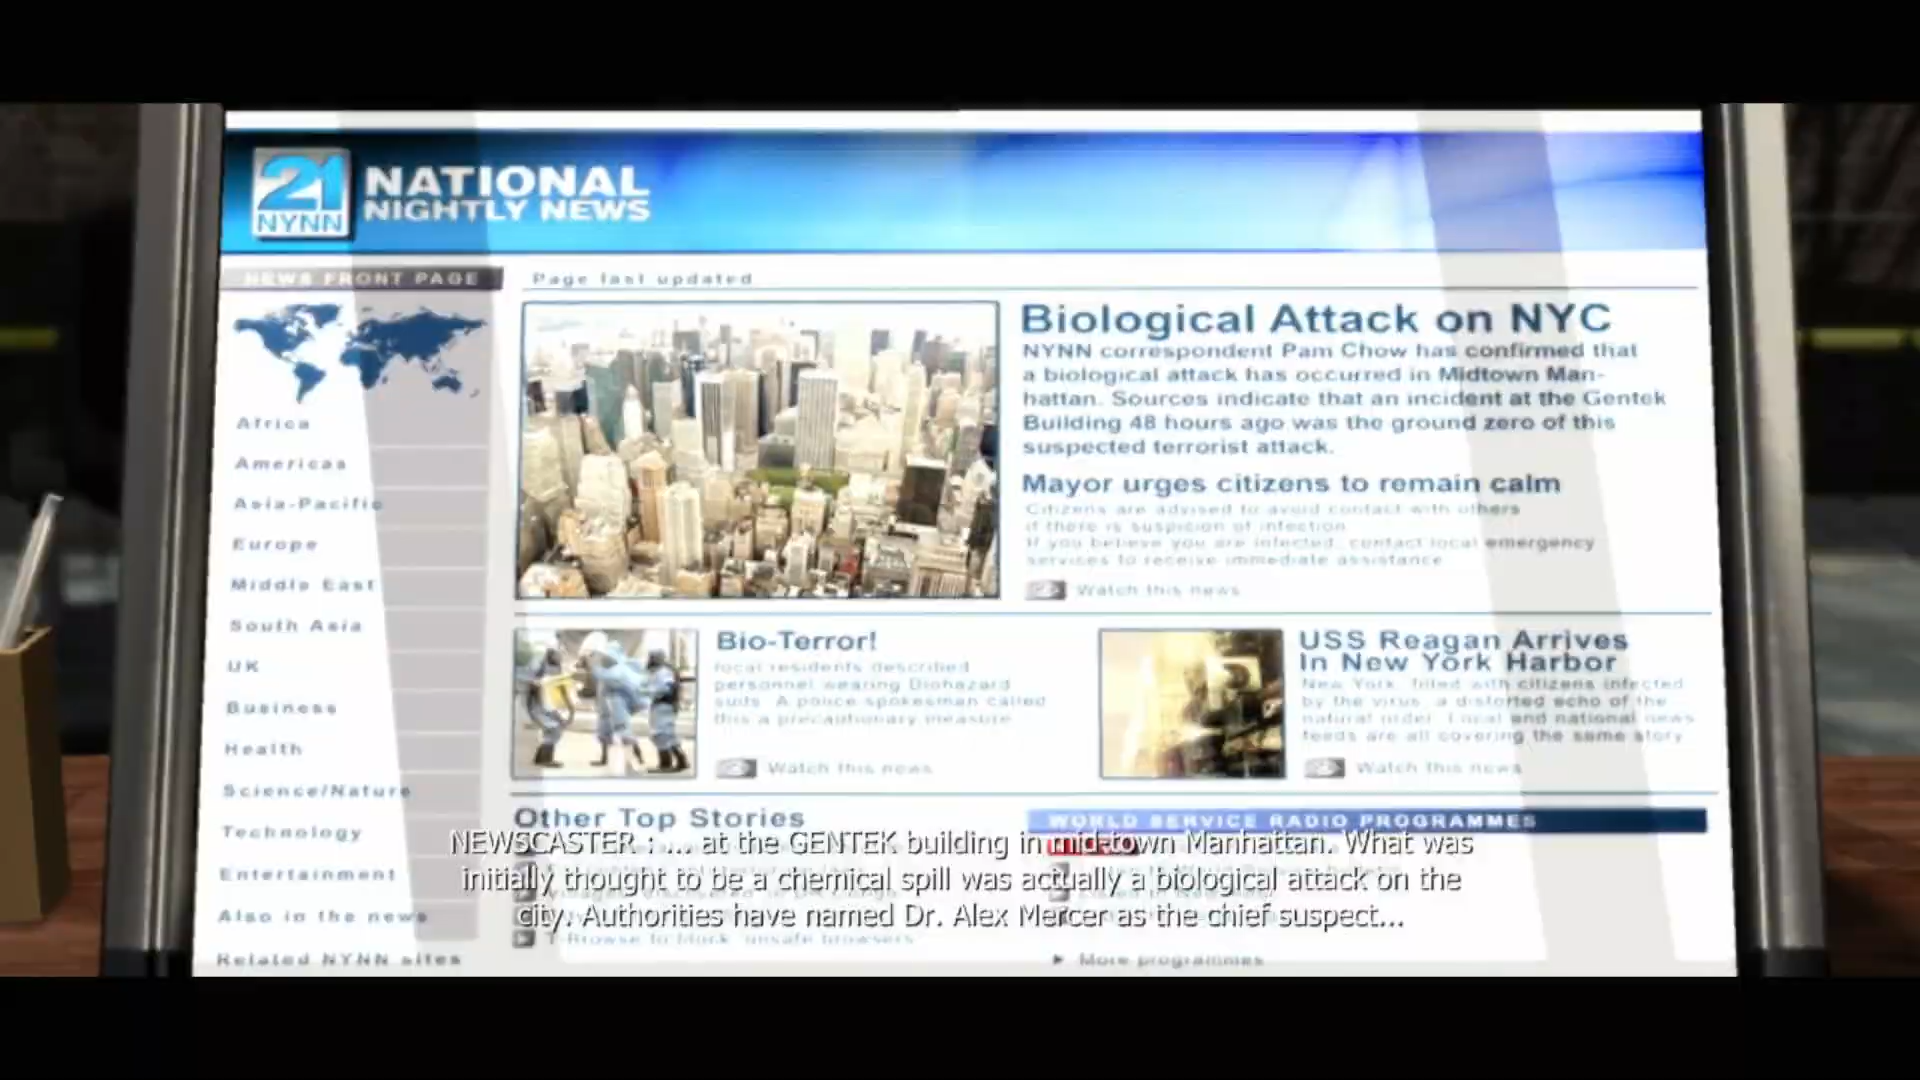 21
NYNN
NATIONAL
NIGHTLY NEWS
NEWS FRONT PAGE
Page last updated
Africa
Americas
Asia-Pacific
Europe
Middle East
South Asia
UK
Business
Health
Science/Nature
Technology
Entertainment
Also in the news
Related NYNN sites
Biological Attack on NYC
NYNN correspondent Pam Chow has confirmed that
a biological attack has occurred in Midtown Man-
hattan. Sources indicate that an incident at the Gentek
Building 48 hours ago was the ground zero of this
suspected terrorist attack.
Mayor urges citizens to remain calm
Citizens are advised to avoid contact with others
if there is suspicion of infection
If you believe you are infected, contact local emergency
services to receive immediate assistance
Watch this news
Bio-Terror!
local residents described
personnel wearing Biohazard
suits. A police spokesman called
this a precautionary measure
Watch this news
USS Reagan Arrives
In New York Harbor
New York, filled with citizens infected
by the virus, a distorted echo of the
natural order. Local and national news
feeds are all covering the same story
Watch this news
Other Top Stories
WORLD SERVICE RADIO PROGRAMMES
NEWSCASTER : ... at the GENTEK building in mid-town Manhattan. What was
initially thought to be a chemical spill was actually a biological attack on the
city. Authorities have named Dr. Alex Mercer as the chief suspect...
T-Browse to block 'unsafe browsers'
More programmes